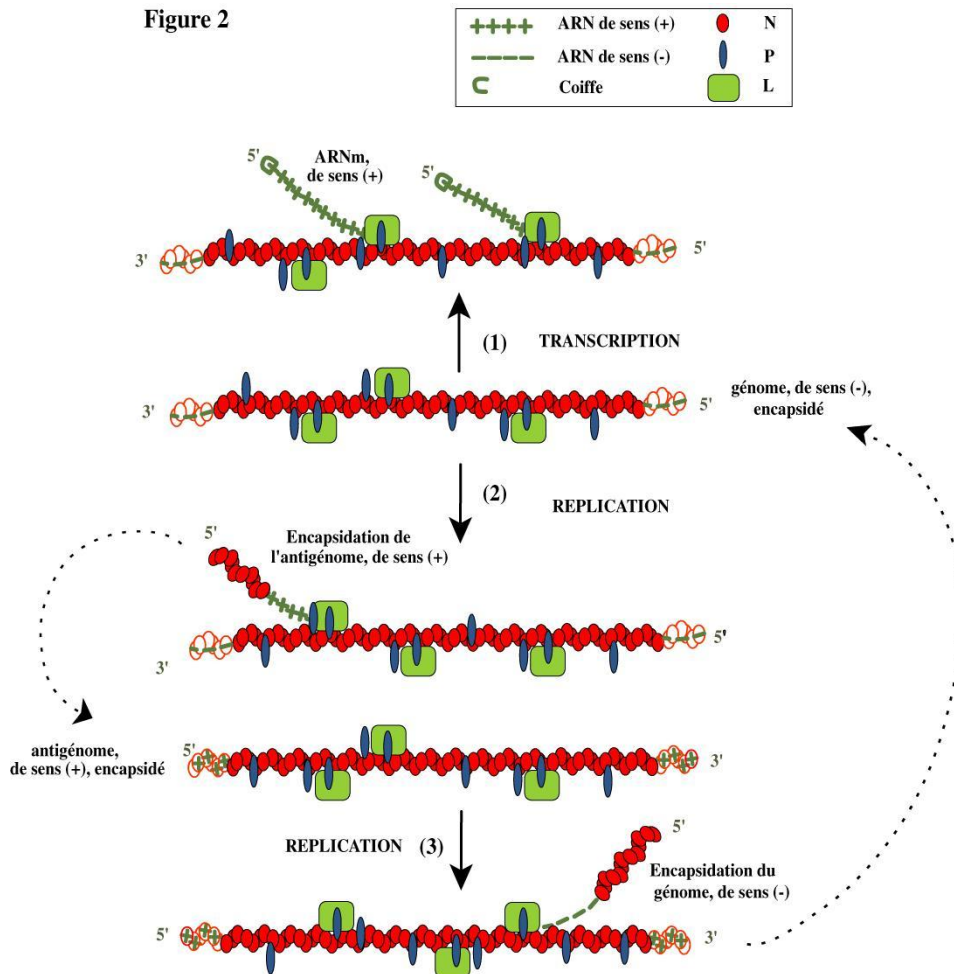 Figure 2
ARN de sens (+)
N
ARN de sens (-)
P
Coiffe
L
5'
ARNm,
de sens (+)
5'
3'
5'
(1) TRANSCRIPTION
3'
5'
génome, de sens (-),
encapsidé
(2) REPLICATION
5'
Encapsidation de
l'antigénome, de sens (+)
3'
5'
antigénome,
de sens (+), encapsidé
5'
3'
REPLICATION (3)
5'
Encapsidation du
génome, de sens (-)
5'
3'